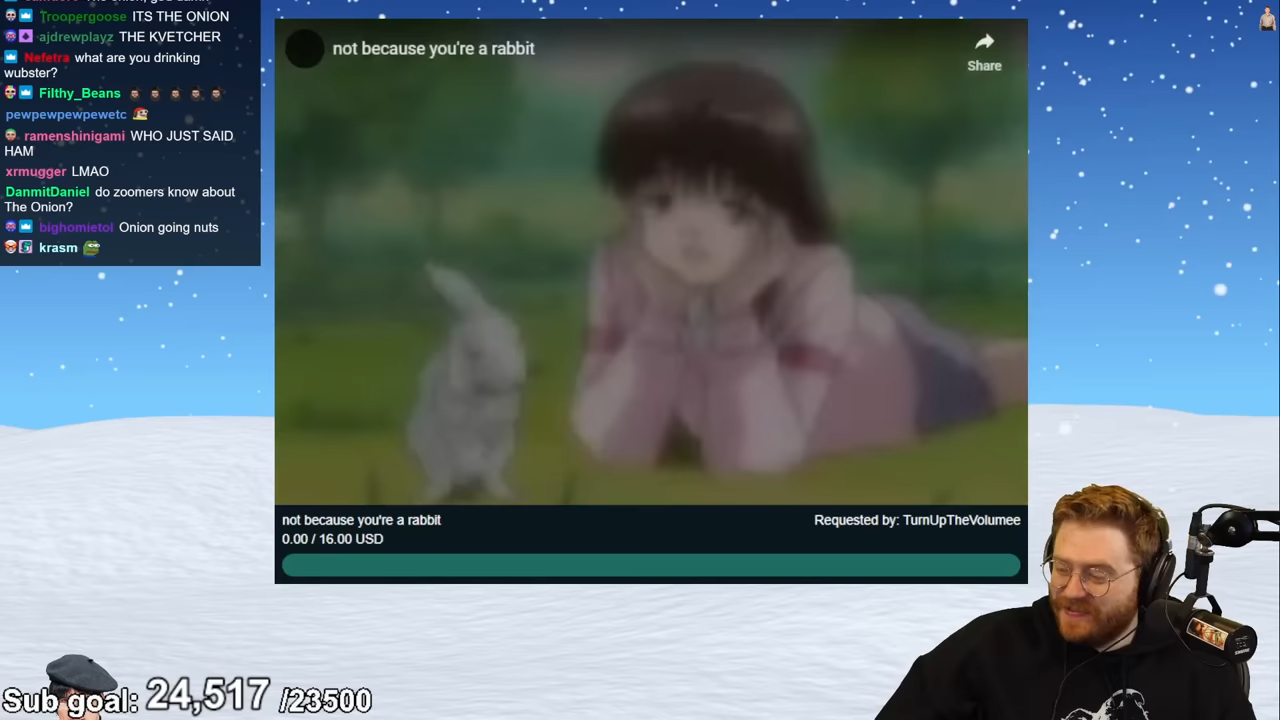 Troopergoose ITS THE ONION
ajdrewplayz THE KVETCHER
Nefetra what are you drinking
wubster?
Filthy_Beans
pewpewpewpewetc
ramenshinigami WHO JUST SAID
HAM
xrmugger LMAO
DanmitDaniel do zoomers know about
The Onion?
bighomietol Onion going nuts
krasm
not because you're a rabbit
Share
not because you're a rabbit
Requested by: TurnUpTheVolumee
0.00 / 16.00 USD
Sub goal: 24,517 /23500